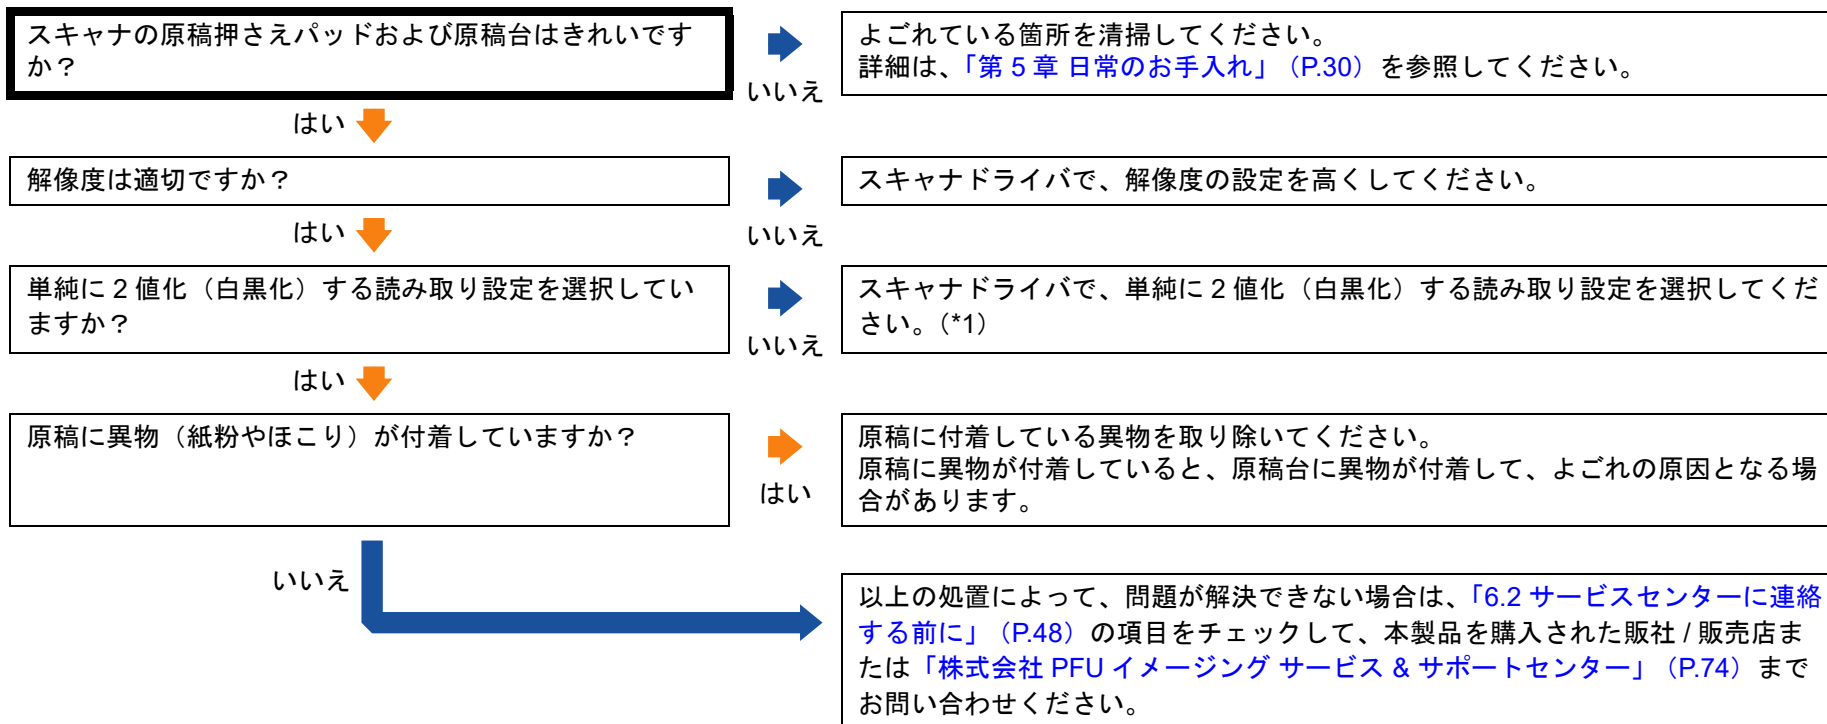 スキャナの原稿押さえパッドおよび原稿台はきれいです
か？
いいえ
よごれている箇所を清掃してください。
詳細は、「第 5 章 日常のお手入れ」（P.30）を参照してください。
はい
解像度は適切ですか？
いいえ
スキャナドライバで、解像度の設定を高くしてください。
はい
単純に 2 値化（白黒化）する読み取り設定を選択してい
ますか？
いいえ
スキャナドライバで、単純に 2 値化（白黒化）する読み取り設定を選択してくだ
さい。(*1)
はい
原稿に異物（紙粉やほこり）が付着していますか？
はい
原稿に付着している異物を取り除いてください。
原稿に異物が付着していると、原稿台に異物が付着して、よごれの原因となる場
合があります。
いいえ
以上の処置によって、問題が解決できない場合は、「6.2 サービスセンターに連絡
する前に」（P.48）の項目をチェックして、本製品を購入された販社 / 販売店ま
たは「株式会社 PFU イメージング サービス & サポートセンター」（P.74）まで
お問い合わせください。